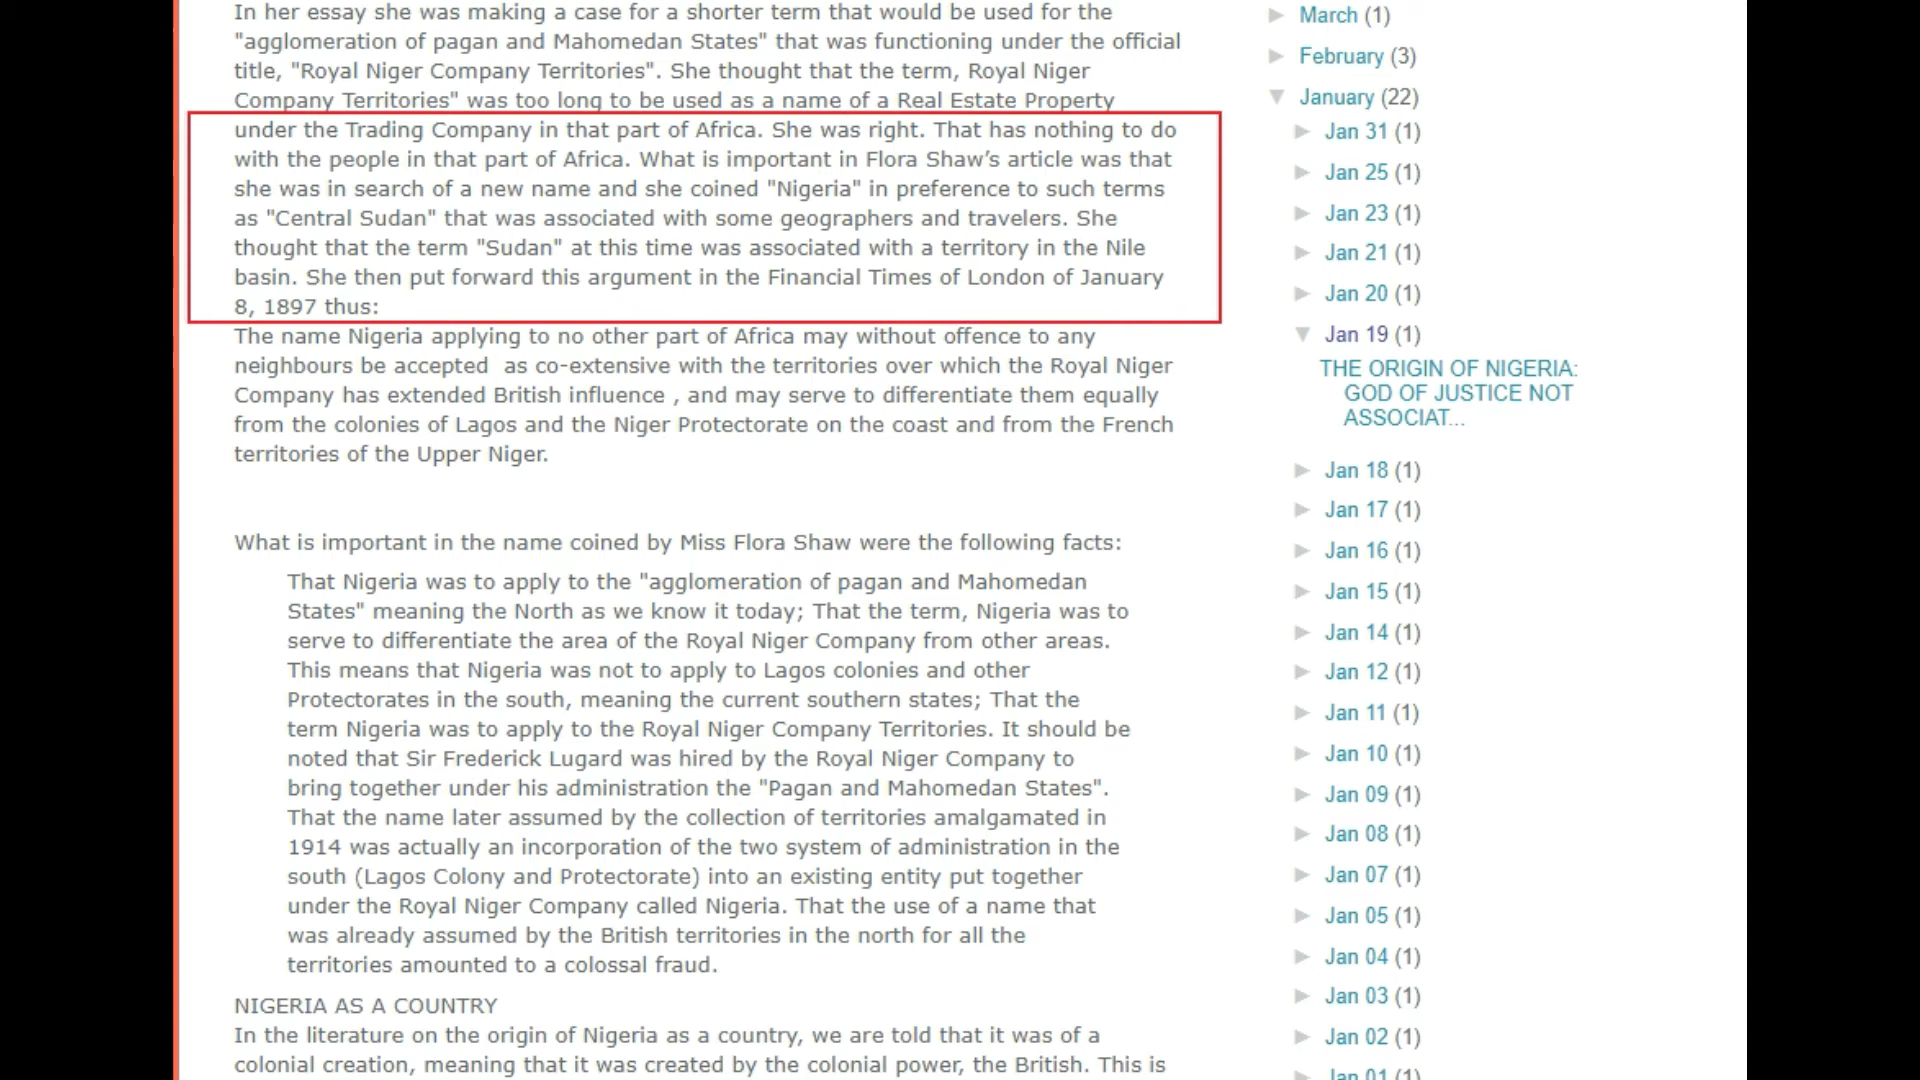 In her essay she was making a case for a shorter term that would be used for the
"agglomeration of pagan and Mahomedan States" that was functioning under the official
title, "Royal Niger Company Territories". She thought that the term, Royal Niger
Company Territories" was too long to be used as a name of a Real Estate Property
under the Trading Company in that part of Africa. She was right. That has nothing to do
with the people in that part of Africa. What is important in Flora Shaw’s article was that
she was in search of a new name and she coined "Nigeria" in preference to such terms
as "Central Sudan" that was associated with some geographers and travelers. She
thought that the term "Sudan" at this time was associated with a territory in the Nile
basin. She then put forward this argument in the Financial Times of London of January
8, 1897 thus:
The name Nigeria applying to no other part of Africa may without offence to any
neighbours be accepted  as co-extensive with the territories over which the Royal Niger
Company has extended British influence , and may serve to differentiate them equally
from the colonies of Lagos and the Niger Protectorate on the coast and from the French
territories of the Upper Niger.
What is important in the name coined by Miss Flora Shaw were the following facts:
That Nigeria was to apply to the "agglomeration of pagan and Mahomedan
States" meaning the North as we know it today; That the term, Nigeria was to
serve to differentiate the area of the Royal Niger Company from other areas.
This means that Nigeria was not to apply to Lagos colonies and other
Protectorates in the south, meaning the current southern states; That the
term Nigeria was to apply to the Royal Niger Company Territories. It should be
noted that Sir Frederick Lugard was hired by the Royal Niger Company to
bring together under his administration the "Pagan and Mahomedan States".
That the name later assumed by the collection of territories amalgamated in
1914 was actually an incorporation of the two system of administration in the
south (Lagos Colony and Protectorate) into an existing entity put together
under the Royal Niger Company called Nigeria. That the use of a name that
was already assumed by the British territories in the north for all the
territories amounted to a colossal fraud.
NIGERIA AS A COUNTRY
In the literature on the origin of Nigeria as a country, we are told that it was of a
colonial creation, meaning that it was created by the colonial power, the British. This is
March (1)
February (3)
January (22)
Jan 31 (1)
Jan 25 (1)
Jan 23 (1)
Jan 21 (1)
Jan 20 (1)
Jan 19 (1)
THE ORIGIN OF NIGERIA:
GOD OF JUSTICE NOT
ASSOCIAT...
Jan 18 (1)
Jan 17 (1)
Jan 16 (1)
Jan 15 (1)
Jan 14 (1)
Jan 12 (1)
Jan 11 (1)
Jan 10 (1)
Jan 09 (1)
Jan 08 (1)
Jan 07 (1)
Jan 05 (1)
Jan 04 (1)
Jan 03 (1)
Jan 02 (1)
Jan 01 (1)